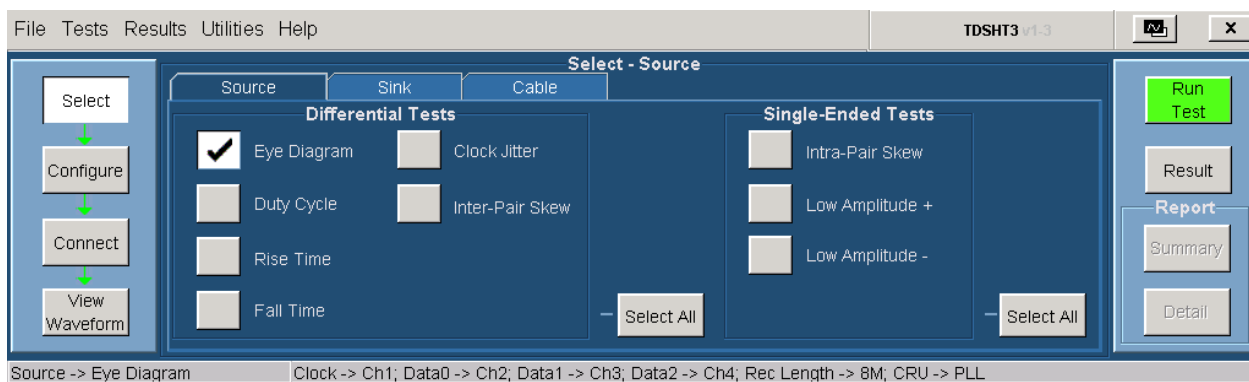 File Tests Results Utilities Help TDSHT3 v1-3 x
Select - Source
Source Sink Cable
Select
Configure
Connect
View
Waveform
Differential Tests
Eye Diagram Clock Jitter
Duty Cycle Inter-Pair Skew
Rise Time
Fall Time
Select All
Single-Ended Tests
Intra-Pair Skew
Low Amplitude +
Low Amplitude -
Select All
Run
Test
Result
Report
Summary
Detail
Source -> Eye Diagram Clock -> Ch1; Data0 -> Ch2; Data1 -> Ch3; Data2 -> Ch4; Rec Length -> 8M; CRU -> PLL